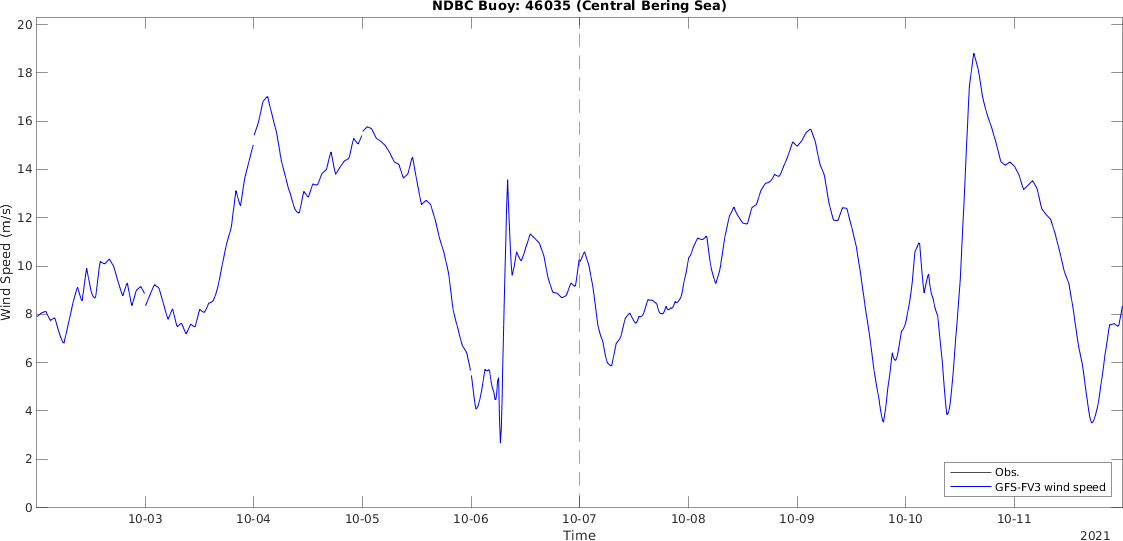 NDBC Buoy: 46035 (Central Bering Sea)
20
18
16
14
12
10
8
6
4
2
0
Wind Speed (m/s)
10-03 10-04 10-05 10-06 10-07 10-08 10-09 10-10 10-11
Time
2021
Obs.
GFS-FV3 wind speed